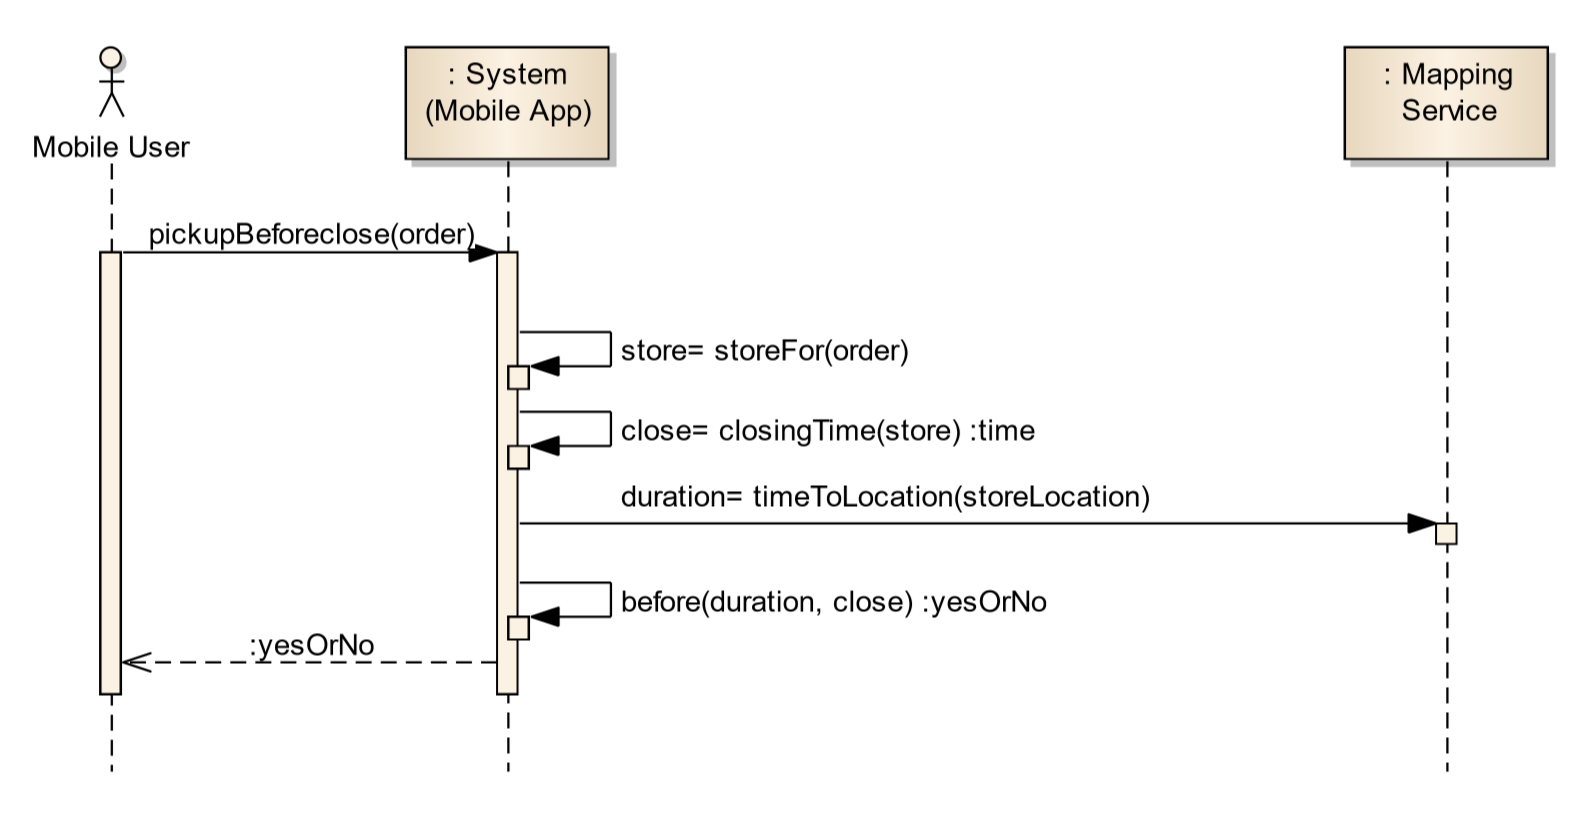 Mobile User
: System
(Mobile App)
: Mapping
Service
pickupBeforeclose(order)
store= storeFor(order)
close= closingTime(store) :time
duration= timeToLocation(storeLocation)
before(duration, close) :yesOrNo
:yesOrNo